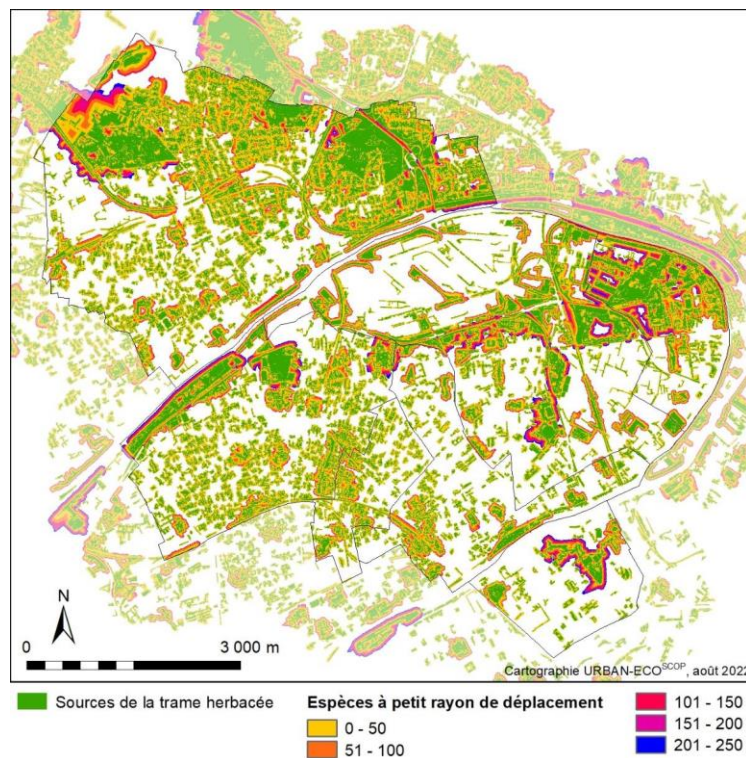 N
0 3 000 m
Cartographie URBAN-ECOSCOP, août 2022
Sources de la trame herbacée
Espèces à petit rayon de déplacement
0 - 50
51 - 100
101 - 150
151 - 200
201 - 250